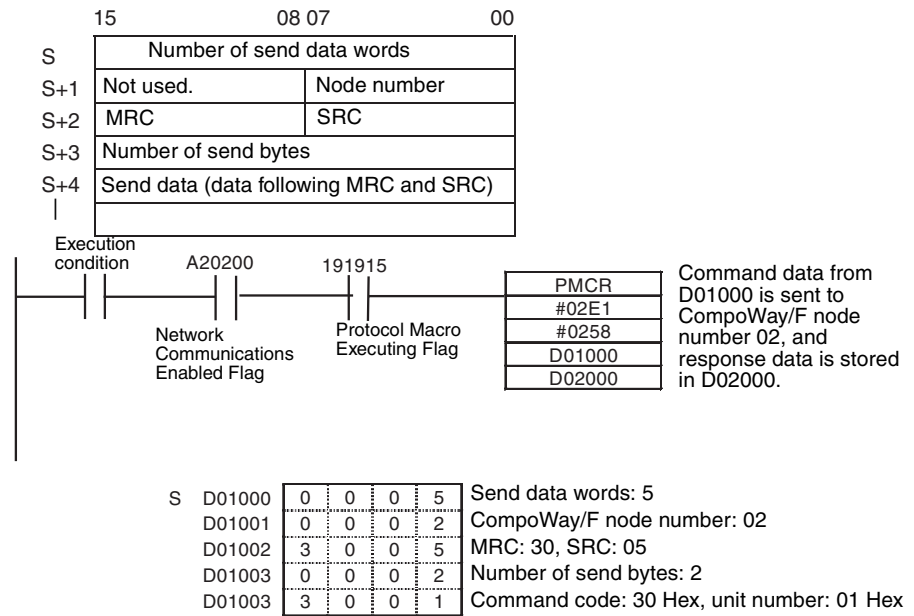 15 08 07 00
S Number of send data words
S+1 Not used. Node number
S+2 MRC SRC
S+3 Number of send bytes
S+4 Send data (data following MRC and SRC)
Execution
condition
A20200
191915
Network
Communications
Enabled Flag
Protocol Macro
Executing Flag
PMCR
#02E1
#0258
D01000
D02000
Command data from
D01000 is sent to
CompoWay/F node
number 02, and
response data is stored
in D02000.
S D01000 0 0 0 5 Send data words: 5
D01001 0 0 0 2 CompoWay/F node number: 02
D01002 3 0 0 5 MRC: 30, SRC: 05
D01003 0 0 0 2 Number of send bytes: 2
D01003 3 0 0 1 Command code: 30 Hex, unit number: 01 Hex